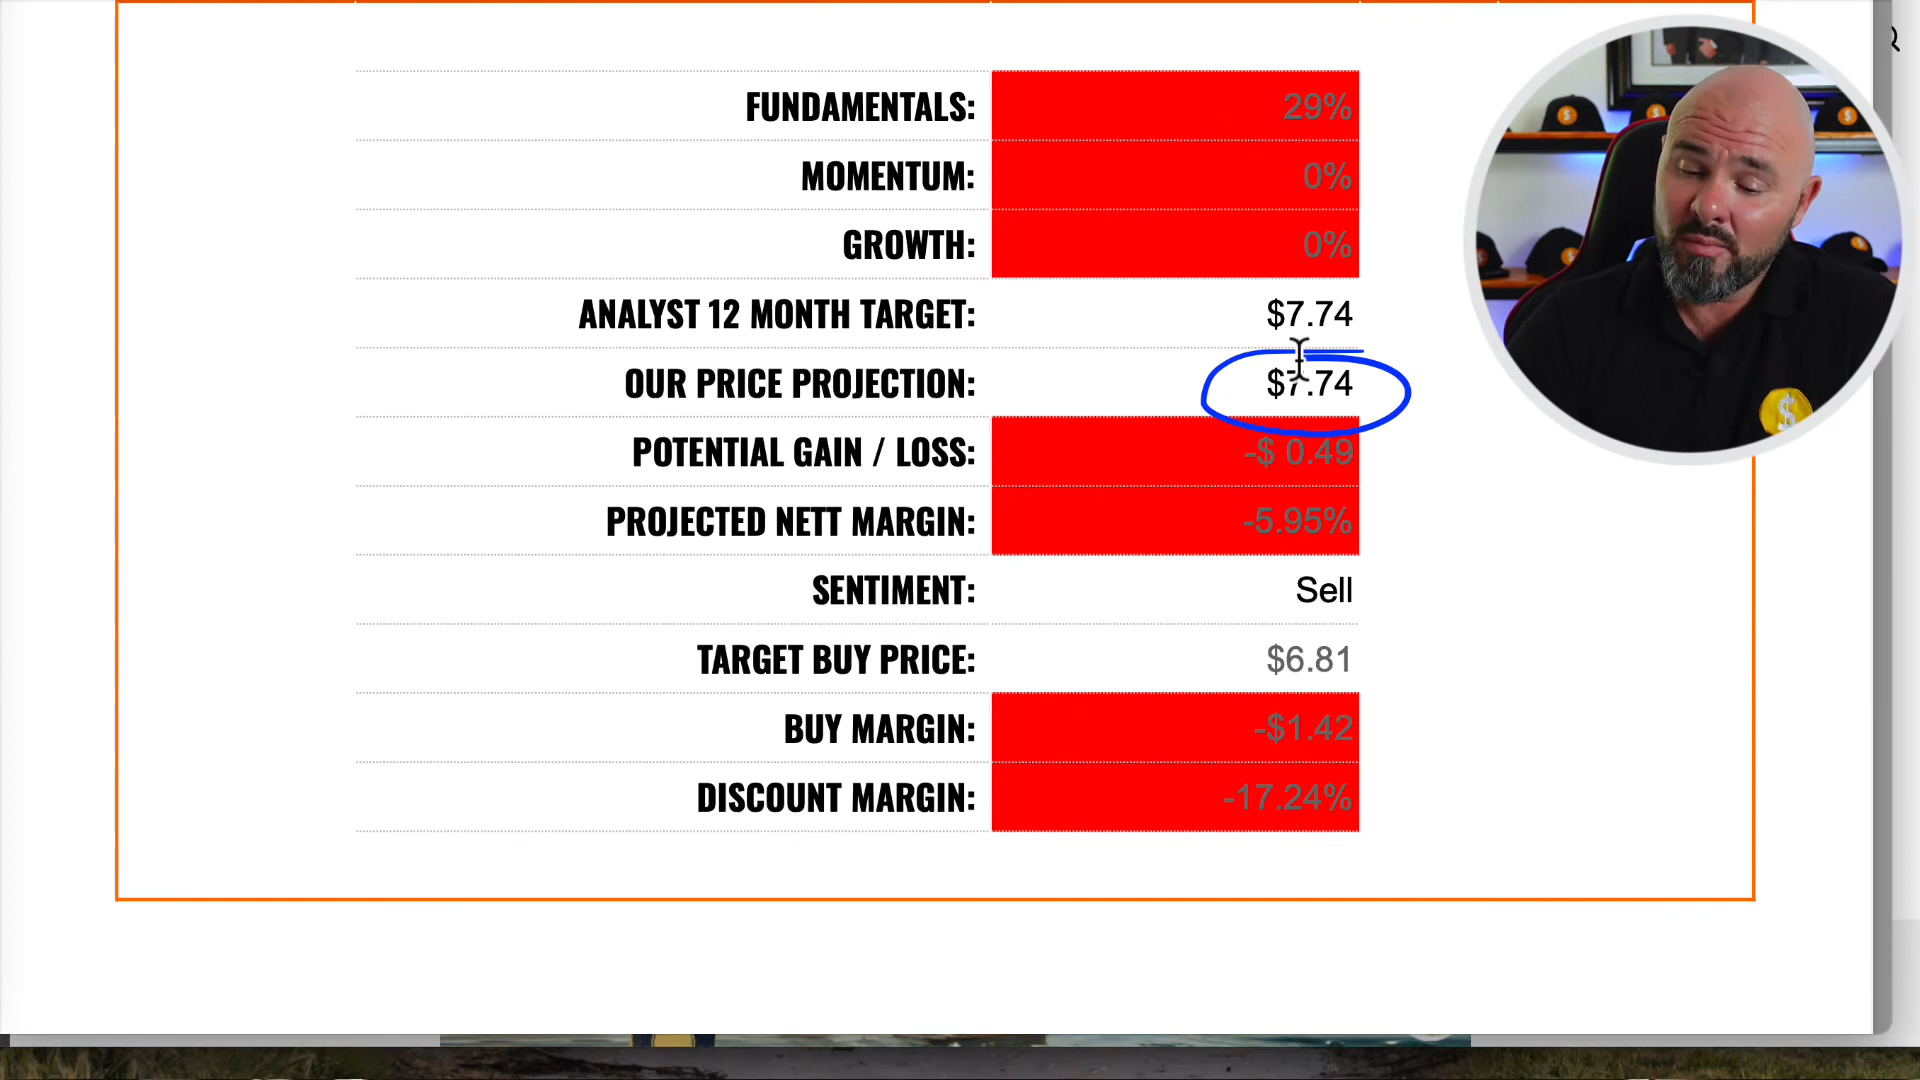 FUNDAMENTALS: 29%
MOMENTUM: 0%
GROWTH: 0%
ANALYST 12 MONTH TARGET: $7.74
OUR PRICE PROJECTION: $7.74
POTENTIAL GAIN / LOSS: -$ 0.49
PROJECTED NETT MARGIN: -5.95%
SENTIMENT: Sell
TARGET BUY PRICE: $6.81
BUY MARGIN: -$1.42
DISCOUNT MARGIN: -17.24%
$
$
$
$